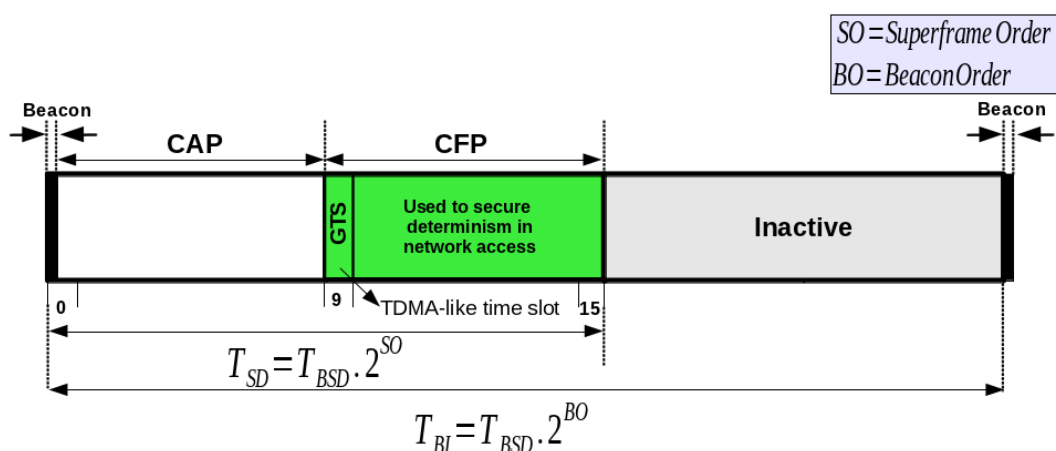 SO=Superframe Order
BO=Beacon Order
Beacon
Beacon
CAP
CFP
GTS
Used to secure
determinism in
network access
Inactive
0
9
TDMA-like time slot
15
T_SD=T_BSD.2^SO
T_BI=T_BSD.2^BO